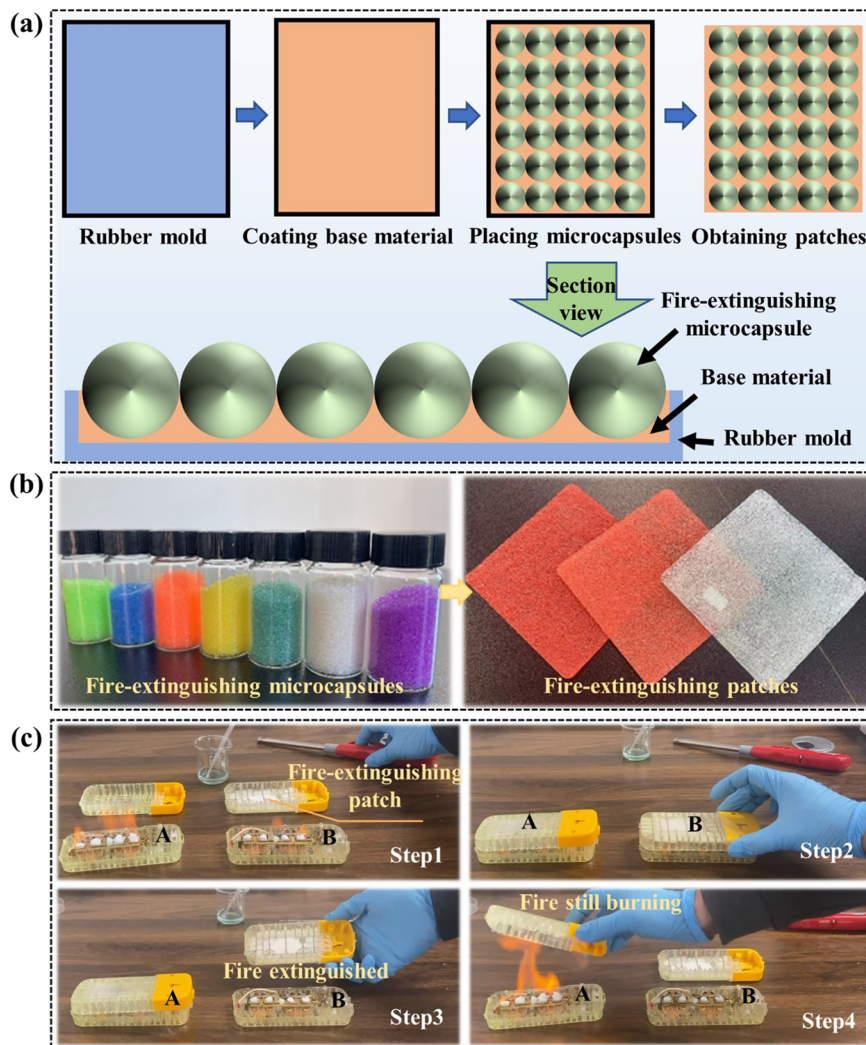 (a)
Rubber mold
Coating base material
Placing microcapsules
Obtaining patches
Section
view
Fire-extinguishing
microcapsule
Base material
Rubber mold
(b)
Fire-extinguishing microcapsules
Fire-extinguishing patches
(c)
Fire-extinguishing
patch
A
B
Step1
A
B
Step2
Fire extinguished
A
B
Step3
Fire still burning
A
B
Step4